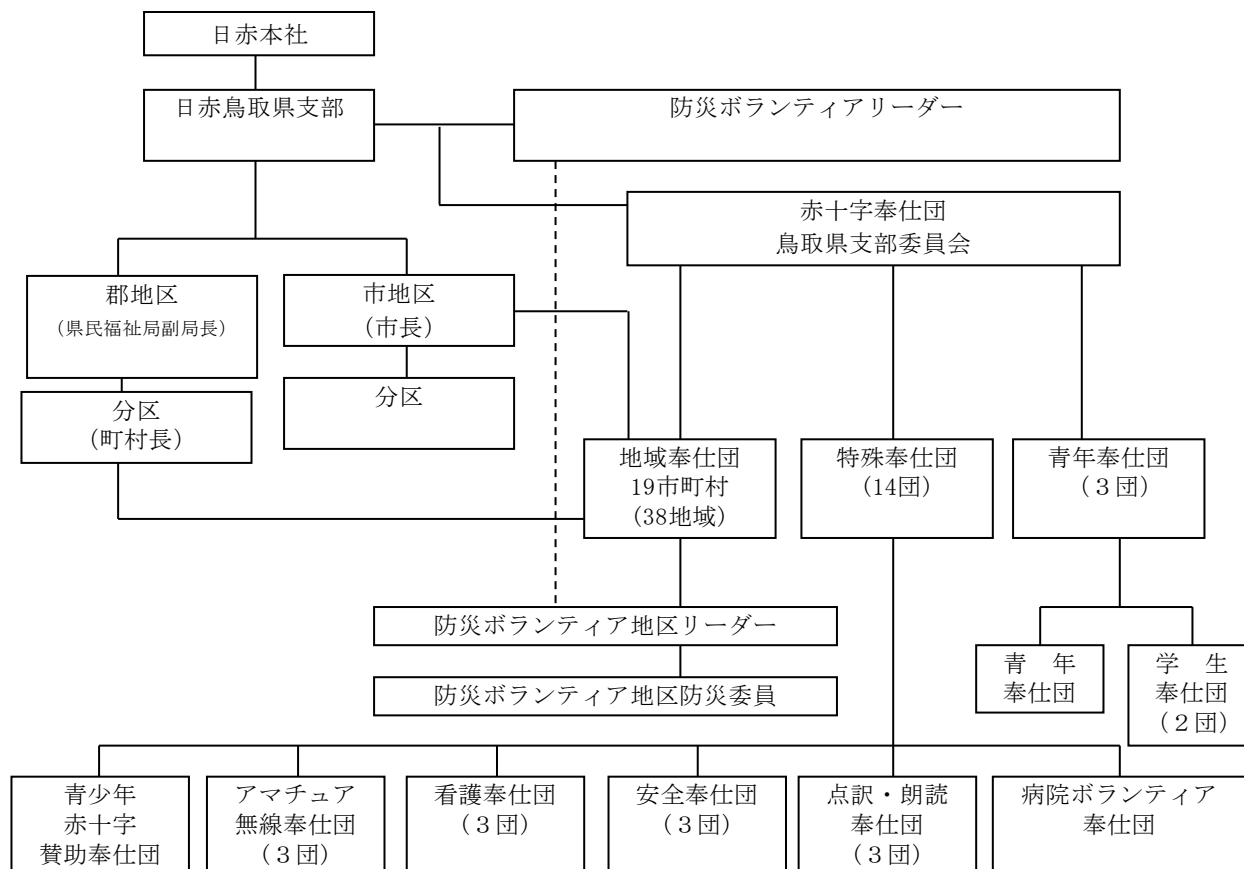 日赤本社
日赤鳥取県支部
防災ボランティアリーダー
赤十字奉仕団
鳥取県支部委員会
郡地区
（県民福祉局副局長）
市地区
（市長）
分区
（町村長）
分区
地域奉仕団
19市町村
（38地域）
特殊奉仕団
（14団）
青年奉仕団
（３団）
防災ボランティア地区リーダー
防災ボランティア地区防災委員
青　年
奉仕団
学　生
奉仕団
（２団）
青少年
赤十字
賛助奉仕団
アマチュア
無線奉仕団
（３団）
看護奉仕団
（３団）
安全奉仕団
（３団）
点訳・朗読
奉仕団
（３団）
病院ボランティア
奉仕団